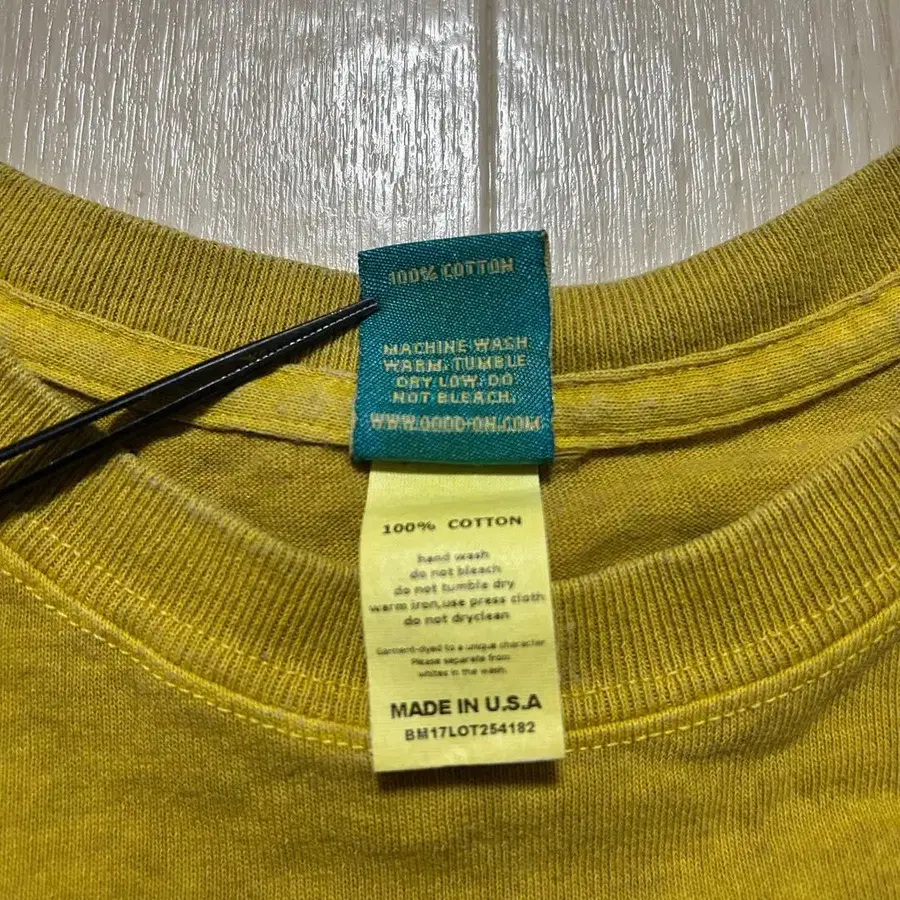 100% COTTON
MACHINE WASH
WARM. TUMBLE
DRY LOW. DO
NOT BLEACH.
WWW.GOOD-ON.COM
100% COTTON
hand wash
do not bleach
do not tumble dry
warm iron,use press cloth
do not dryclean
Garment-dyed to a unique character
Please separate from
whites in the wash.
MADE IN U.S.A
BM17LOT254182